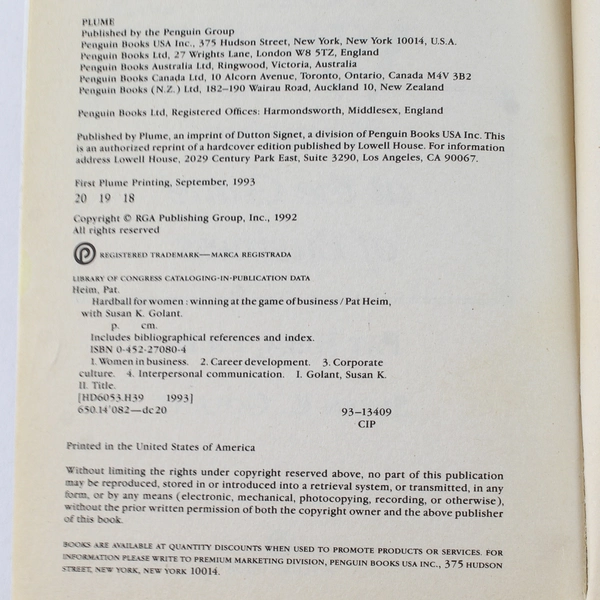 PLUME
Published by the Penguin Group
Penguin Books USA Inc., 375 Hudson Street, New York, New York 10014, U.S.A.
Penguin Books Ltd, 27 Wrights Lane, London W8 5TZ, England
Penguin Books Australia Ltd, Ringwood, Victoria, Australia
Penguin Books Canada Ltd, 10 Alcorn Avenue, Toronto, Ontario, Canada M4V 3B2
Penguin Books (N.Z.) Ltd, 182–190 Wairau Road, Auckland 10, New Zealand
Penguin Books Ltd, Registered Offices: Harmondsworth, Middlesex, England
Published by Plume, an imprint of Dutton Signet, a division of Penguin Books USA Inc. This
is an authorized reprint of a hardcover edition published by Lowell House. For information
address Lowell House, 2029 Century Park East, Suite 3290, Los Angeles, CA 90067.
First Plume Printing, September, 1993
20 19 18
Copyright © RGA Publishing Group, Inc., 1992
All rights reserved
P REGISTERED TRADEMARK—MARCA REGISTRADA
LIBRARY OF CONGRESS CATALOGING-IN-PUBLICATION DATA
Heim, Pat.
Hardball for women : winning at the game of business / Pat Heim,
with Susan K. Golant.
p. cm.
Includes bibliographical references and index.
ISBN 0-452-27080-4
1. Women in business. 2. Career development. 3. Corporate
culture. 4. Interpersonal communication. I. Golant, Susan K.
II. Title.
[HD6053.H39 1993]
650.14'082—dc20 93–13409
CIP
Printed in the United States of America
Without limiting the rights under copyright reserved above, no part of this publication
may be reproduced, stored in or introduced into a retrieval system, or transmitted, in any
form, or by any means (electronic, mechanical, photocopying, recording, or otherwise),
without the prior written permission of both the copyright owner and the above publisher
of this book.
BOOKS ARE AVAILABLE AT QUANTITY DISCOUNTS WHEN USED TO PROMOTE PRODUCTS OR SERVICES. FOR
INFORMATION PLEASE WRITE TO PREMIUM MARKETING DIVISION, PENGUIN BOOKS USA INC., 375 HUDSON
STREET, NEW YORK, NEW YORK 10014.